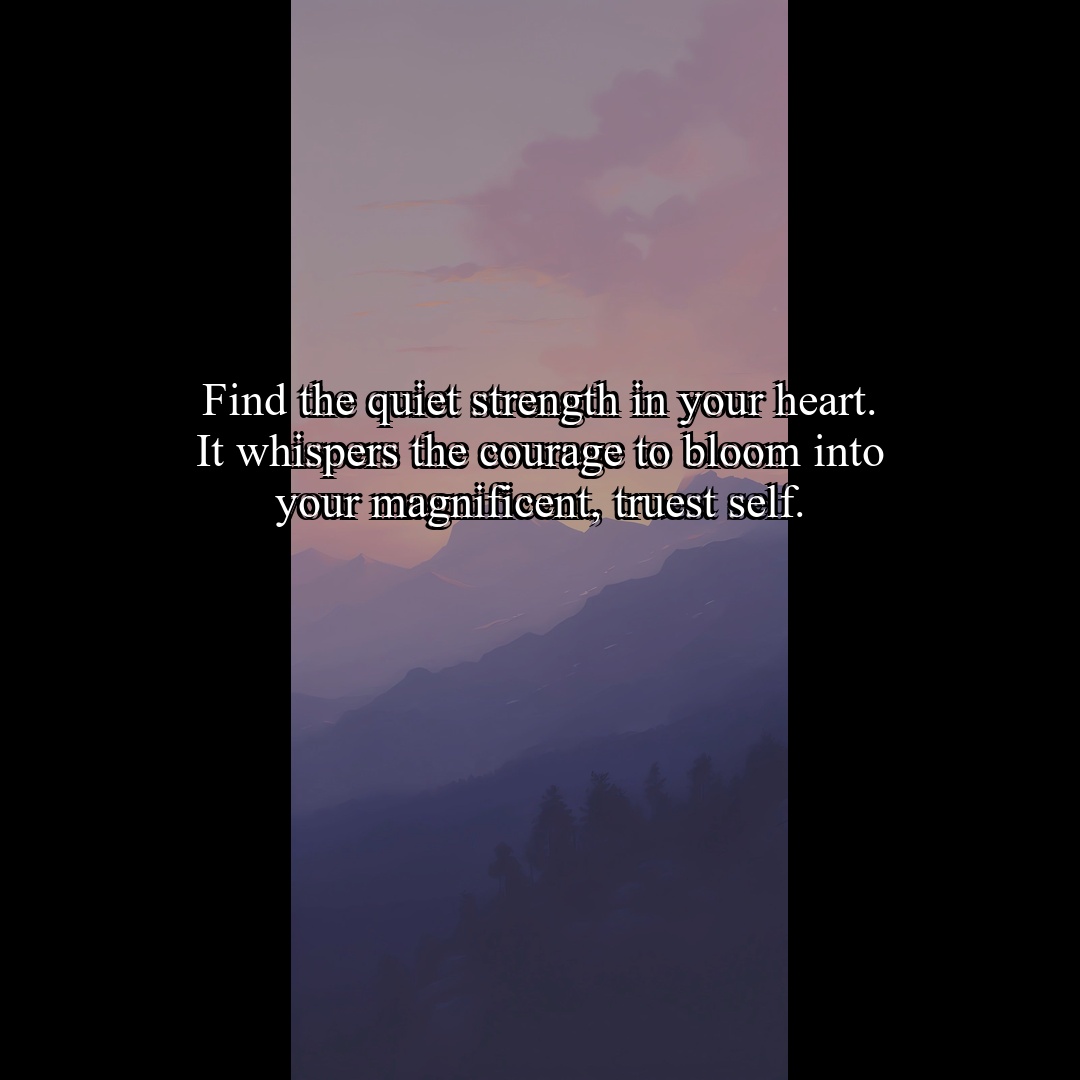 Find the quiet strength in your heart.
It whispers the courage to bloom into
your magnificent, truest self.